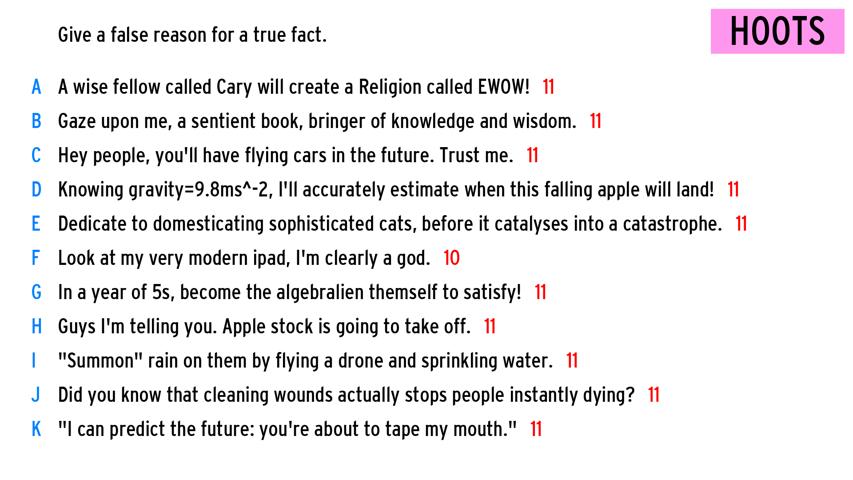 HOOTS
Give a false reason for a true fact.
A A wise fellow called Cary will create a Religion called EWOW! 11
B Gaze upon me, a sentient book, bringer of knowledge and wisdom. 11
C Hey people, you'll have flying cars in the future. Trust me. 11
D Knowing gravity=9.8ms^-2, I'll accurately estimate when this falling apple will land! 11
E Dedicate to domesticating sophisticated cats, before it catalyses into a catastrophe. 11
F Look at my very modern ipad, I'm clearly a god. 10
G In a year of 5s, become the algebralien themself to satisfy! 11
H Guys I'm telling you. Apple stock is going to take off. 11
I "Summon" rain on them by flying a drone and sprinkling water. 11
J Did you know that cleaning wounds actually stops people instantly dying? 11
K "I can predict the future: you're about to tape my mouth." 11